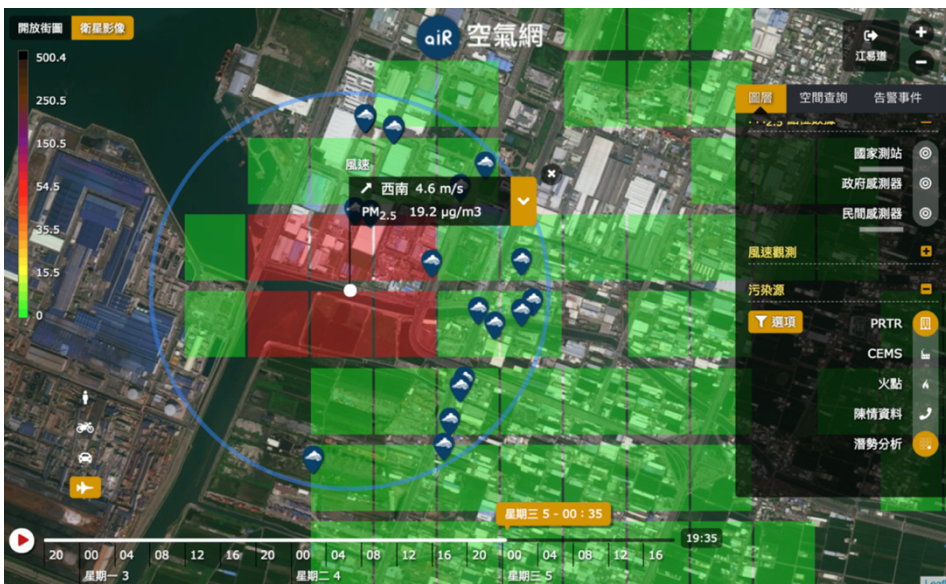 開放街圖 衛星影像
aiR 空氣網
江易道
+
−
500.4
250.5
150.5
54.5
35.5
15.5
0
圖層 空間查詢 告警事件
國家測站
政府感測器
民間感測器
風速觀測
污染源
選項
PRTR
CEMS
火點
陳情資料
潛勢分析
風速
西南 4.6 m/s
PM2.5 19.2 μg/m3
星期三 5 - 00：35
19:35
20 00 04 08 12 16 20 00 04 08 12 16 20 00 04 08 12 16
星期一 3 星期二 4 星期三 5